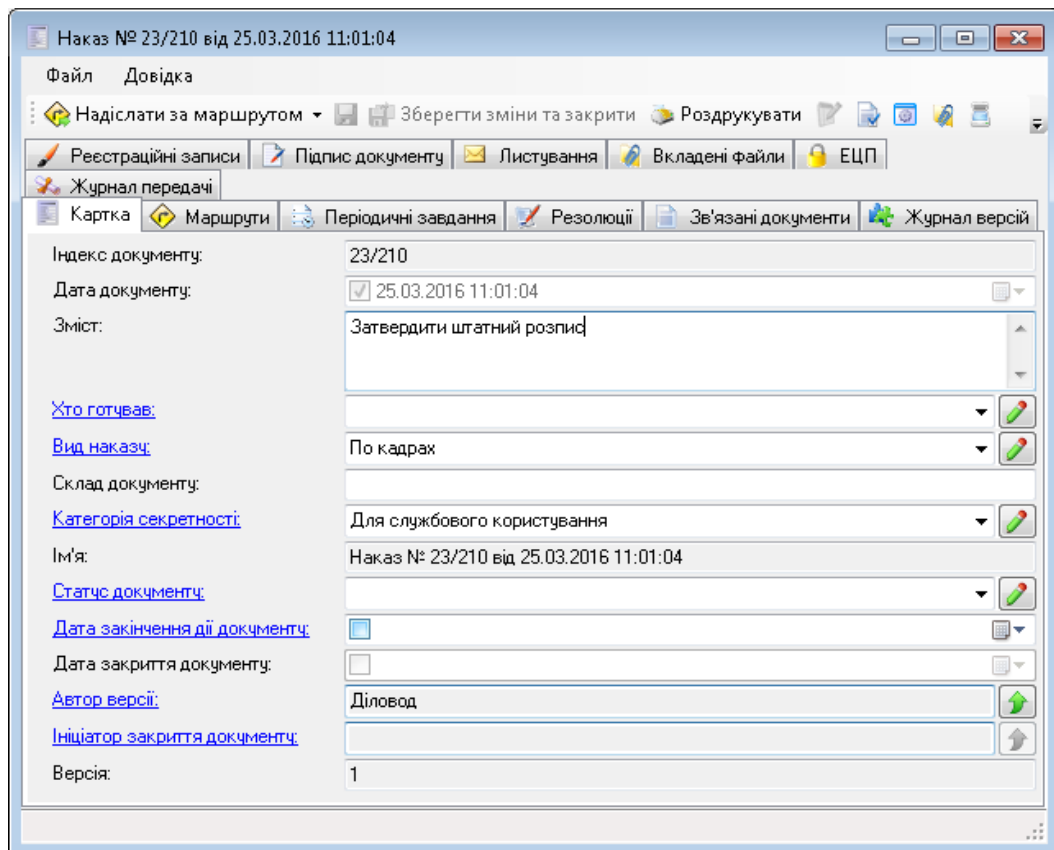 Наказ № 23/210 від 25.03.2016 11:01:04
Файл Довідка
Надіслати за маршрутом Зберегти зміни та закрити Роздрукувати
Реєстраційні записи Підпис документу Листування Вкладені файли ЕЦП
Журнал передачі
Картка Маршрути Періодичні завдання Резолюції Зв'язані документи Журнал версій
Індекс документу: 23/210
Дата документу: 25.03.2016 11:01:04
Зміст: Затвердити штатний розпис
Хто готував:
Вид наказу: По кадрах
Склад документу:
Категорія секретності: Для службового користування
Ім'я: Наказ № 23/210 від 25.03.2016 11:01:04
Статус документу:
Дата закінчення дії документу:
Дата закриття документу:
Автор версії: Діловод
Ініціатор закриття документу:
Версія: 1